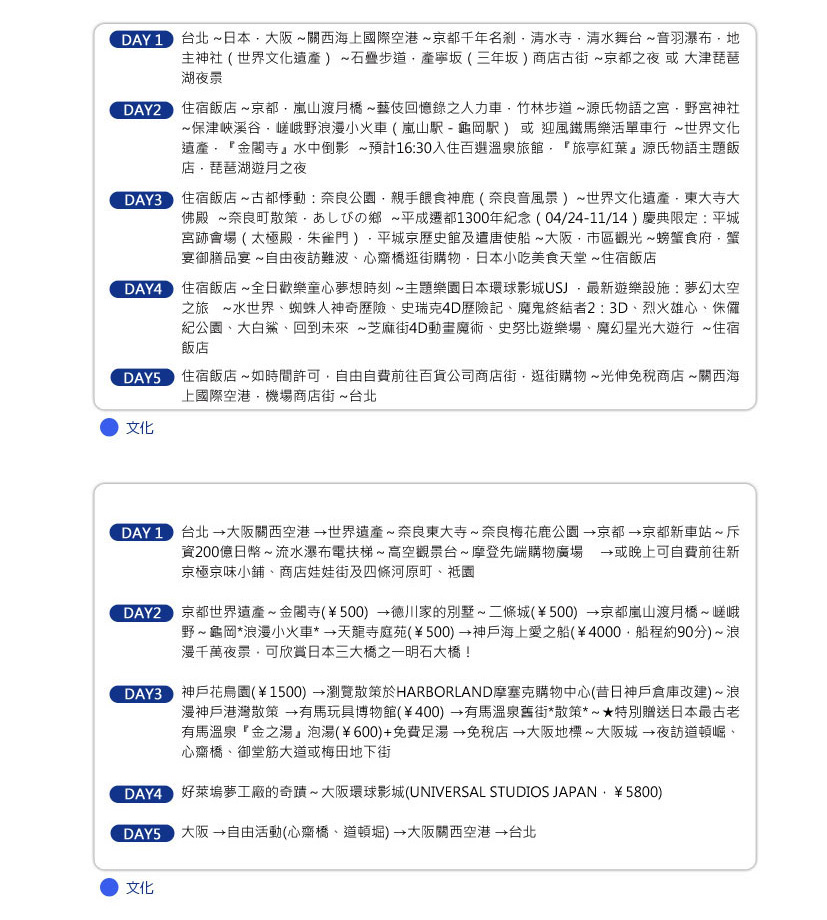 DAY 1 台北 ~日本．大阪 ~關西海上國際空港 ~京都千年名剎．清水寺．清水舞台 ~音羽瀑布．地
主神社（世界文化遺產） ~石疊步道．產寧坂（三年坂）商店古街 ~京都之夜 或 大津琵琶
湖夜景
DAY2 住宿飯店 ~京都．嵐山渡月橋 ~藝伎回憶錄之人力車．竹林步道 ~源氏物語之宮．野宮神社
~保津峽溪谷．嵯峨野浪漫小火車（嵐山駅－龜岡駅） 或 迎風鐵馬樂活單車行 ~世界文化
遺產．『金閣寺』水中倒影 ~預計16:30入住百選溫泉旅館．『旅亭紅葉』源氏物語主題飯
店．琵琶湖遊月之夜
DAY3 住宿飯店 ~古都悸動：奈良公園．親手餵食神鹿（奈良音風景） ~世界文化遺產．東大寺大
佛殿 ~奈良町散策．あしびの鄉 ~平成遷都1300年紀念（04/24-11/14）慶典限定：平城
宮跡會場（太極殿．朱雀門）．平城京歷史館及遣唐使船 ~大阪．市區觀光 ~螃蟹食府．蟹
宴御膳品宴 ~自由夜訪難波、心齋橋逛街購物．日本小吃美食天堂 ~住宿飯店
DAY4 住宿飯店 ~全日歡樂童心夢想時刻 ~主題樂園日本環球影城USJ ．最新遊樂設施：夢幻太空
之旅 ~水世界、蜘蛛人神奇歷險、史瑞克4D歷險記、魔鬼終結者2：3D、烈火雄心、侏儸
紀公園、大白鯊、回到未來 ~芝麻街4D動畫魔術、史努比遊樂場、魔幻星光大遊行 ~住宿
飯店
DAY5 住宿飯店 ~如時間許可．自由自費前往百貨公司商店街．逛街購物 ~光伸免稅商店 ~關西海
上國際空港．機場商店街 ~台北
文化
DAY 1 台北 →大阪關西空港 →世界遺產～奈良東大寺～奈良梅花鹿公園 →京都 →京都新車站～斥
資200億日幣～流水瀑布電扶梯～高空觀景台～摩登先端購物廣場 →或晚上可自費前往新
京極京味小鋪、商店娃娃街及四條河原町、祗園
DAY2 京都世界遺產～金閣寺(￥500) →德川家的別墅～二條城(￥500) →京都嵐山渡月橋～嵯峨
野～龜岡*浪漫小火車* →天龍寺庭苑(￥500) →神戶海上愛之船(￥4000．船程約90分)～浪
漫千萬夜景．可欣賞日本三大橋之一明石大橋！
DAY3 神戶花鳥園(￥1500) →瀏覽散策於HARBORLAND摩塞克購物中心(昔日神戶倉庫改建)～浪
漫神戶港灣散策 →有馬玩具博物館(￥400) →有馬溫泉舊街*散策*～★特別贈送日本最古老
有馬溫泉『金之湯』泡湯(￥600)+免費足湯 →免稅店 →大阪地標～大阪城 →夜訪道頓崛、
心齋橋、御堂筋大道或梅田地下街
DAY4 好萊塢夢工廠的奇蹟～大阪環球影城(UNIVERSAL STUDIOS JAPAN．￥5800)
DAY5 大阪 →自由活動(心齋橋、道頓堀) →大阪關西空港 →台北
文化